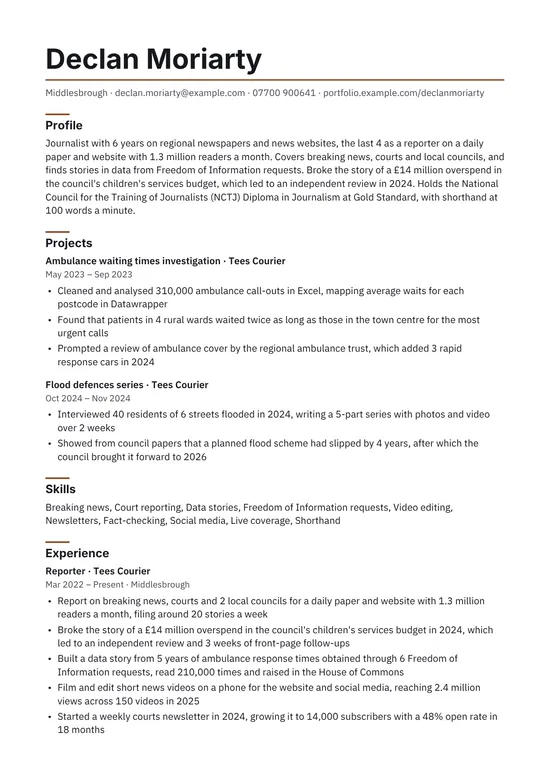 Declan Moriarty
Middlesbrough · declan.moriarty@example.com · 07700 900641 · portfolio.example.com/declanmoriarty
Profile
Journalist with 6 years on regional newspapers and news websites, the last 4 as a reporter on a daily
paper and website with 1.3 million readers a month. Covers breaking news, courts and local councils, and
finds stories in data from Freedom of Information requests. Broke the story of a £14 million overspend in
the council's children's services budget, which led to an independent review in 2024. Holds the National
Council for the Training of Journalists (NCTJ) Diploma in Journalism at Gold Standard, with shorthand at
100 words a minute.
Projects
Ambulance waiting times investigation · Tees Courier
May 2023 – Sep 2023
• Cleaned and analysed 310,000 ambulance call-outs in Excel, mapping average waits for each
postcode in Datawrapper
• Found that patients in 4 rural wards waited twice as long as those in the town centre for the most
urgent calls
• Prompted a review of ambulance cover by the regional ambulance trust, which added 3 rapid
response cars in 2024
Flood defences series · Tees Courier
Oct 2024 – Nov 2024
• Interviewed 40 residents of 6 streets flooded in 2024, writing a 5-part series with photos and video
over 2 weeks
• Showed from council papers that a planned flood scheme had slipped by 4 years, after which the
council brought it forward to 2026
Skills
Breaking news, Court reporting, Data stories, Freedom of Information requests, Video editing,
Newsletters, Fact-checking, Social media, Live coverage, Shorthand
Experience
Reporter · Tees Courier
Mar 2022 – Present · Middlesbrough
• Report on breaking news, courts and 2 local councils for a daily paper and website with 1.3 million
readers a month, filing around 20 stories a week
• Broke the story of a £14 million overspend in the council's children's services budget in 2024, which
led to an independent review and 3 weeks of front-page follow-ups
• Built a data story from 5 years of ambulance response times obtained through 6 Freedom of
Information requests, read 210,000 times and raised in the House of Commons
• Film and edit short news videos on a phone for the website and social media, reaching 2.4 million
views across 150 videos in 2025
• Started a weekly courts newsletter in 2024, growing it to 14,000 subscribers with a 48% open rate in
18 months